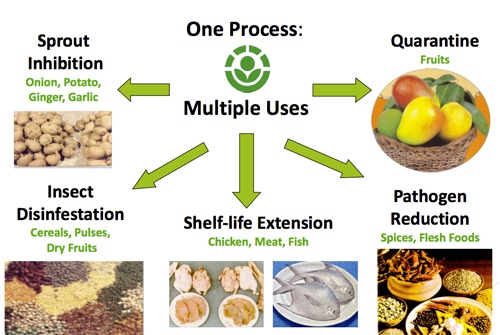 One Process:
Multiple Uses
Sprout
Inhibition
Onion, Potato,
Ginger, Garlic
Quarantine
Fruits
Insect
Disinfestation
Cereals, Pulses,
Dry Fruits
Shelf-life Extension
Chicken, Meat, Fish
Pathogen
Reduction
Spices, Flesh Foods